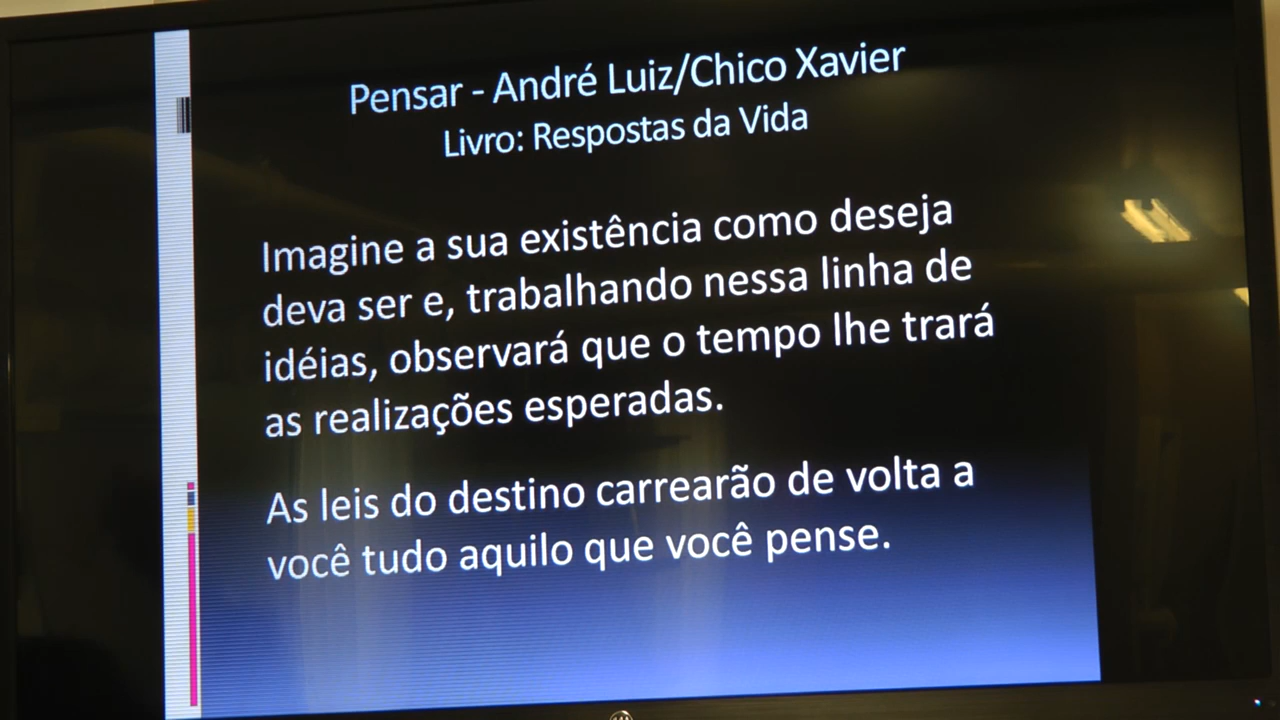 Pensar - André Luiz/Chico Xavier
Livro: Respostas da Vida
Imagine a sua existência como deseja
deva ser e, trabalhando nessa linha de
idéias, observará que o tempo lhe trará
as realizações esperadas.
As leis do destino carrearão de volta a
você tudo aquilo que você pense.